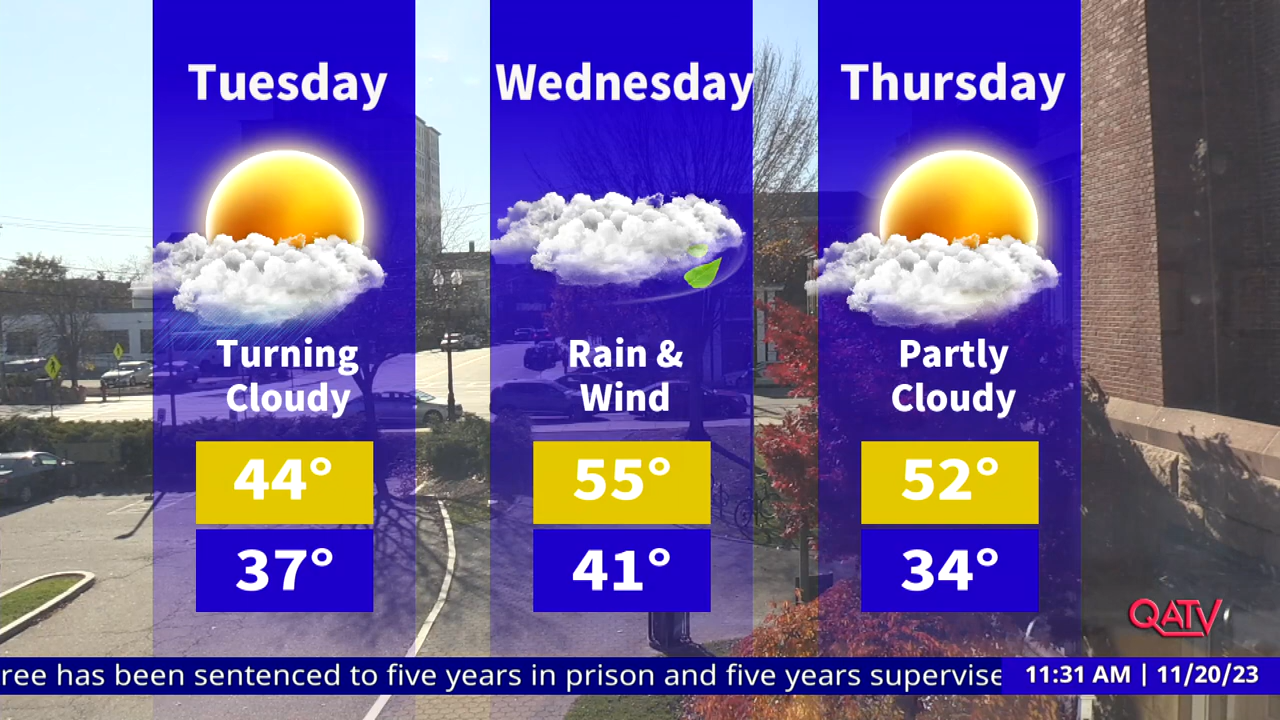 Tuesday
Turning
Cloudy
44°
37°
Wednesday
Rain &
Wind
55°
41°
Thursday
Partly
Cloudy
52°
34°
QATV
ree has been sentenced to five years in prison and five years supervise
11:31 AM | 11/20/23